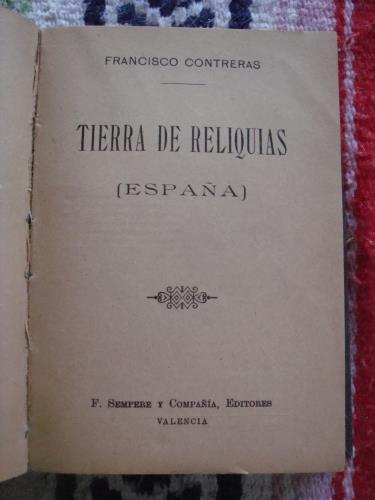 FRANCISCO CONTRERAS
TIERRA DE RELIQUIAS
(ESPAÑA)
F. SEMPERE Y COMPAÑÍA, EDITORES
VALENCIA